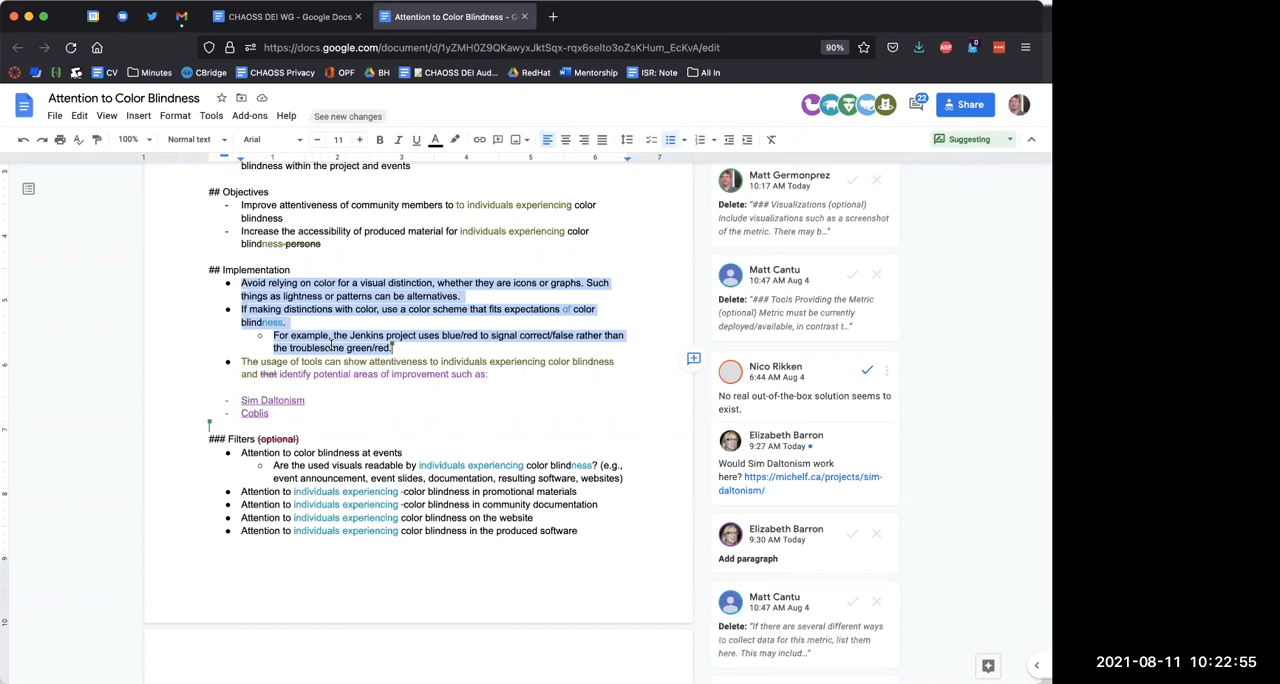 CHAOSS DEI WG - Google Docs
Attention to Color Blindness - G
https://docs.google.com/document/d/1yZMH0Z9QKawyxJktSqx-rqx6selto3oZsKHum_EcKvA/edit
90%
ABP
0
CV
Minutes
CBridge
CHAOSS Privacy
OPF
BH
CHAOSS DEI Aud...
RedHat
Mentorship
ISR: Note
All In
Attention to Color Blindness
File Edit View Insert Format Tools Add-ons Help
See new changes
22
Share
100%
Normal text
Arial
11
Suggesting
1 1 2 3 4 5 6 7
blindness within the project and events
## Objectives
- Improve attentiveness of community members to to individuals experiencing color
blindness
- Increase the accessibility of produced material for individuals experiencing color
blindness persons
## Implementation
● Avoid relying on color for a visual distinction, whether they are icons or graphs. Such
things as lightness or patterns can be alternatives.
● If making distinctions with color, use a color scheme that fits expectations of color
blindness.
○ For example, the Jenkins project uses blue/red to signal correct/false rather than
the troublesome green/red.
● The usage of tools can show attentiveness to individuals experiencing color blindness
and that identify potential areas of improvement such as:
- Sim Daltonism
- Coblis
### Filters (optional)
● Attention to color blindness at events
○ Are the used visuals readable by individuals experiencing color blindness? (e.g.,
event announcement, event slides, documentation, resulting software, websites)
● Attention to individuals experiencing -color blindness in promotional materials
● Attention to individuals experiencing -color blindness in community documentation
● Attention to individuals experiencing color blindness on the website
● Attention to individuals experiencing color blindness in the produced software
Matt Germonprez
10:17 AM Today
Delete: "### Visualizations (optional)
Include visualizations such as a screenshot
of the metric. There may b..."
Matt Cantu
10:47 AM Aug 4
Delete: "### Tools Providing the Metric
(optional) Metric must be currently
deployed/available, in contrast t..."
Nico Rikken
6:44 AM Aug 4
No real out-of-the-box solution seems to
exist.
Elizabeth Barron
9:27 AM Today
Would Sim Daltonism work
here? https://michelf.ca/projects/sim-
daltonism/
Elizabeth Barron
9:30 AM Today
Add paragraph
Matt Cantu
10:47 AM Aug 4
Delete: "If there are several different ways
to collect data for this metric, list them
here. This may includ..."
2021-08-11 10:22:55